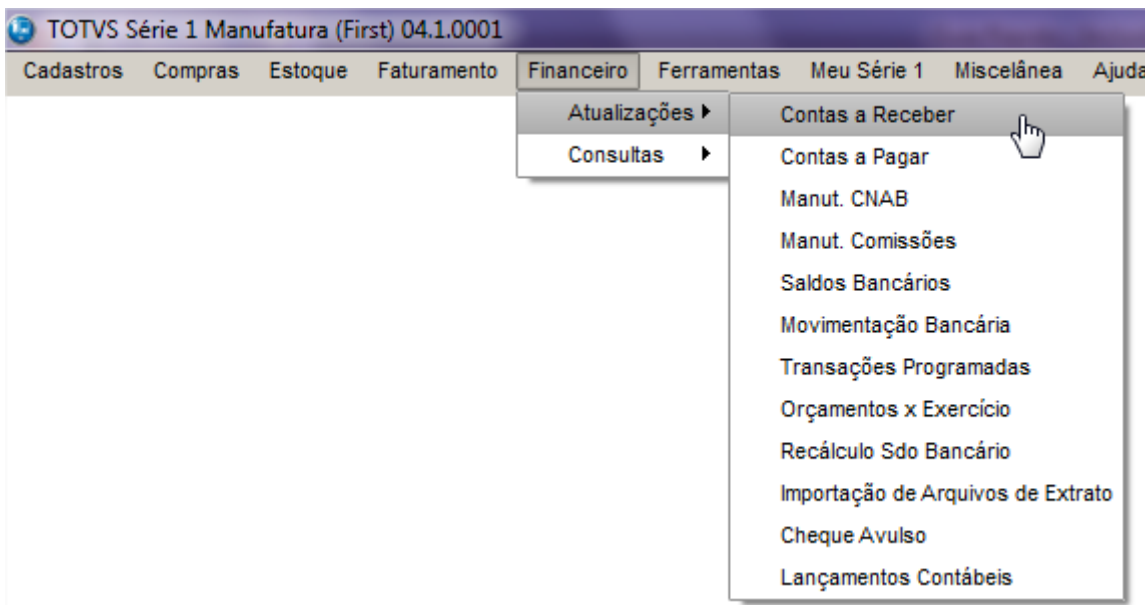 TOTVS Série 1 Manufatura (First) 04.1.0001
Cadastros Compras Estoque Faturamento Financeiro Ferramentas Meu Série 1 Miscelânea Ajuda
Atualizações
Consultas
Contas a Receber
Contas a Pagar
Manut. CNAB
Manut. Comissões
Saldos Bancários
Movimentação Bancária
Transações Programadas
Orçamentos x Exercício
Recálculo Sdo Bancário
Importação de Arquivos de Extrato
Cheque Avulso
Lançamentos Contábeis